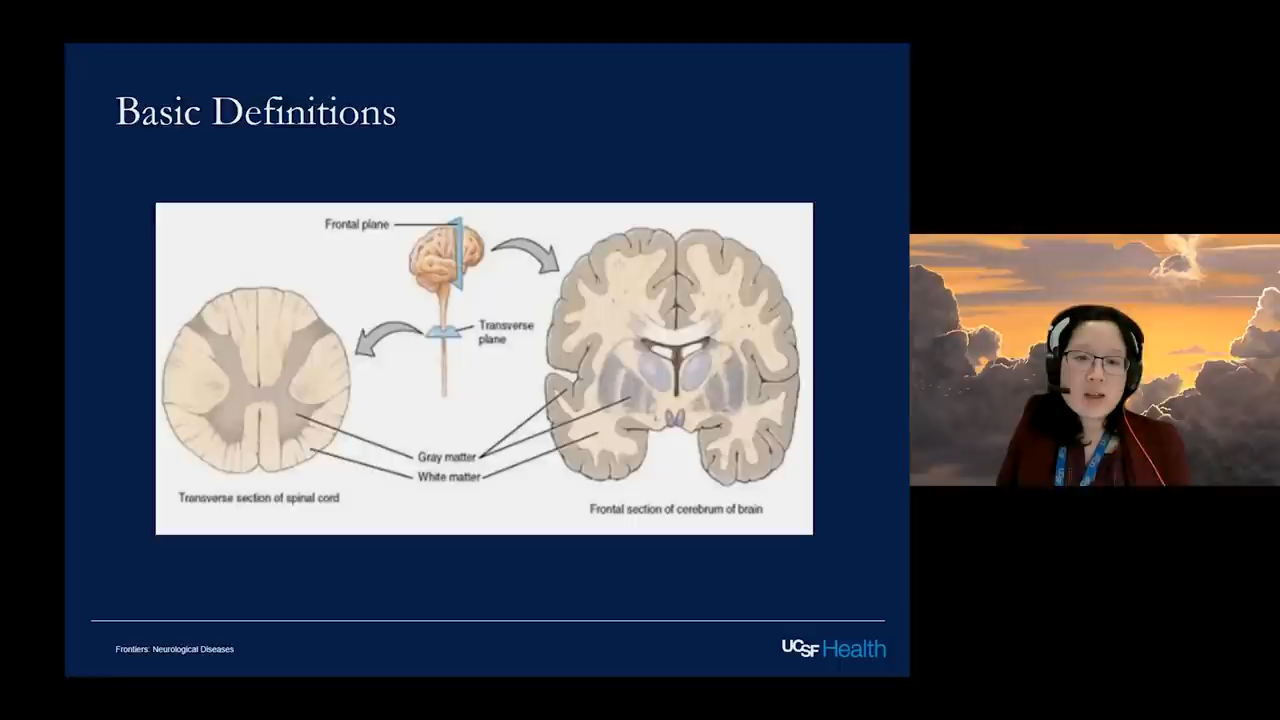 Basic Definitions
Frontal plane
Transverse
plane
Gray matter
White matter
Transverse section of spinal cord
Frontal section of cerebrum of brain
Frontiers: Neurological Diseases
UCSF Health